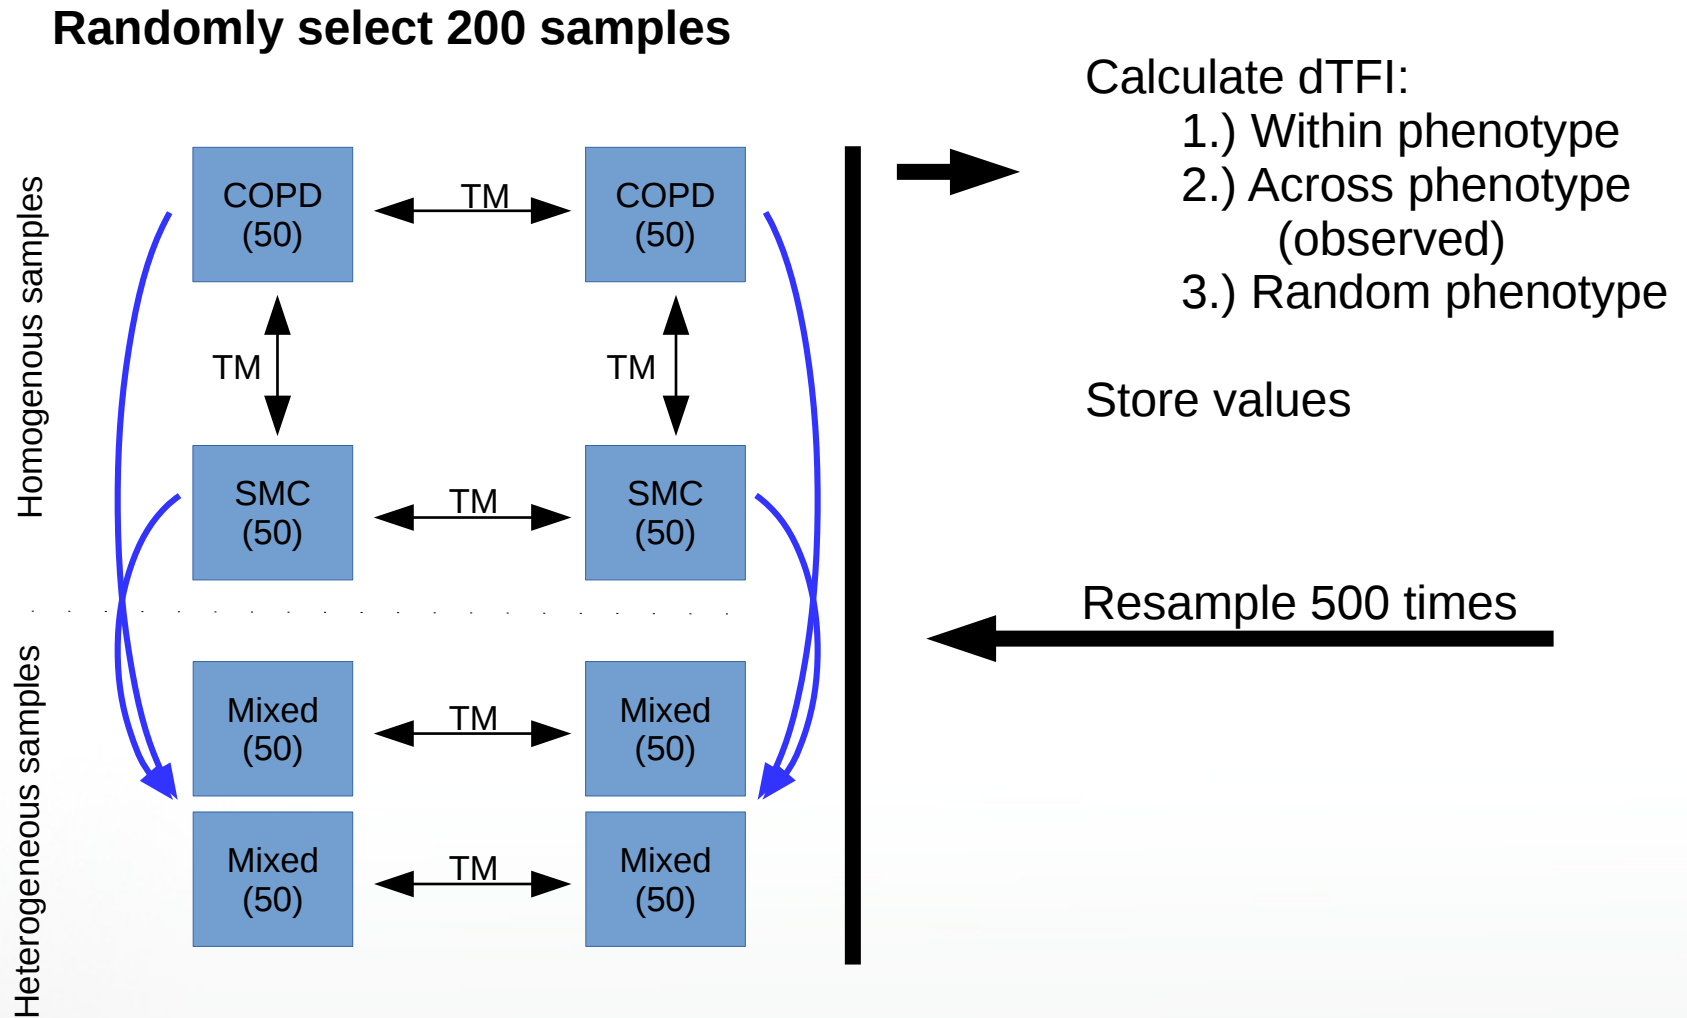 Randomly select 200 samples
Homogenous samples
COPD
(50)
TM
COPD
(50)
TM
TM
SMC
(50)
TM
SMC
(50)
Heterogeneous samples
Mixed
(50)
TM
Mixed
(50)
Mixed
(50)
TM
Mixed
(50)
Calculate dTFI:
1.) Within phenotype
2.) Across phenotype
(observed)
3.) Random phenotype
Store values
Resample 500 times